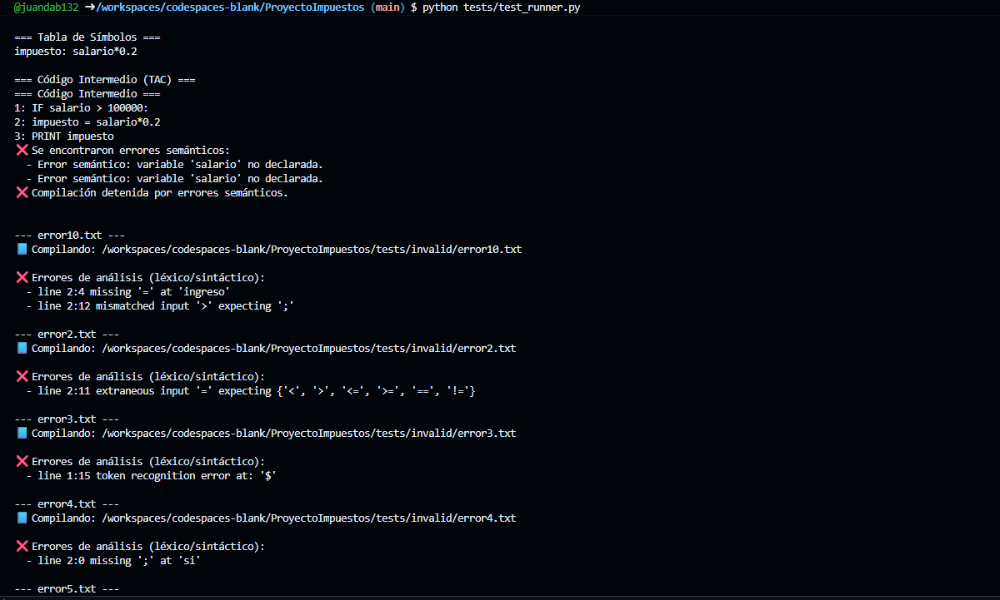 @juandab132 ➜/workspaces/codespaces-blank/ProyectoImpuestos (main) $ python tests/test_runner.py
=== Tabla de Símbolos ===
impuesto: salario*0.2
=== Código Intermedio (TAC) ===
=== Código Intermedio ===
1: IF salario > 100000:
2: impuesto = salario*0.2
3: PRINT impuesto
❌ Se encontraron errores semánticos:
- Error semántico: variable 'salario' no declarada.
- Error semántico: variable 'salario' no declarada.
❌ Compilación detenida por errores semánticos.
--- error10.txt ---
📘 Compilando: /workspaces/codespaces-blank/ProyectoImpuestos/tests/invalid/error10.txt
❌ Errores de análisis (léxico/sintáctico):
- line 2:4 missing '=' at 'ingreso'
- line 2:12 mismatched input '>' expecting ';'
--- error2.txt ---
📘 Compilando: /workspaces/codespaces-blank/ProyectoImpuestos/tests/invalid/error2.txt
❌ Errores de análisis (léxico/sintáctico):
- line 2:11 extraneous input '=' expecting {'<', '>', '<=', '>=', '==', '!='}
--- error3.txt ---
📘 Compilando: /workspaces/codespaces-blank/ProyectoImpuestos/tests/invalid/error3.txt
❌ Errores de análisis (léxico/sintáctico):
- line 1:15 token recognition error at: '$'
--- error4.txt ---
📘 Compilando: /workspaces/codespaces-blank/ProyectoImpuestos/tests/invalid/error4.txt
❌ Errores de análisis (léxico/sintáctico):
- line 2:0 missing ';' at 'si'
--- error5.txt ---